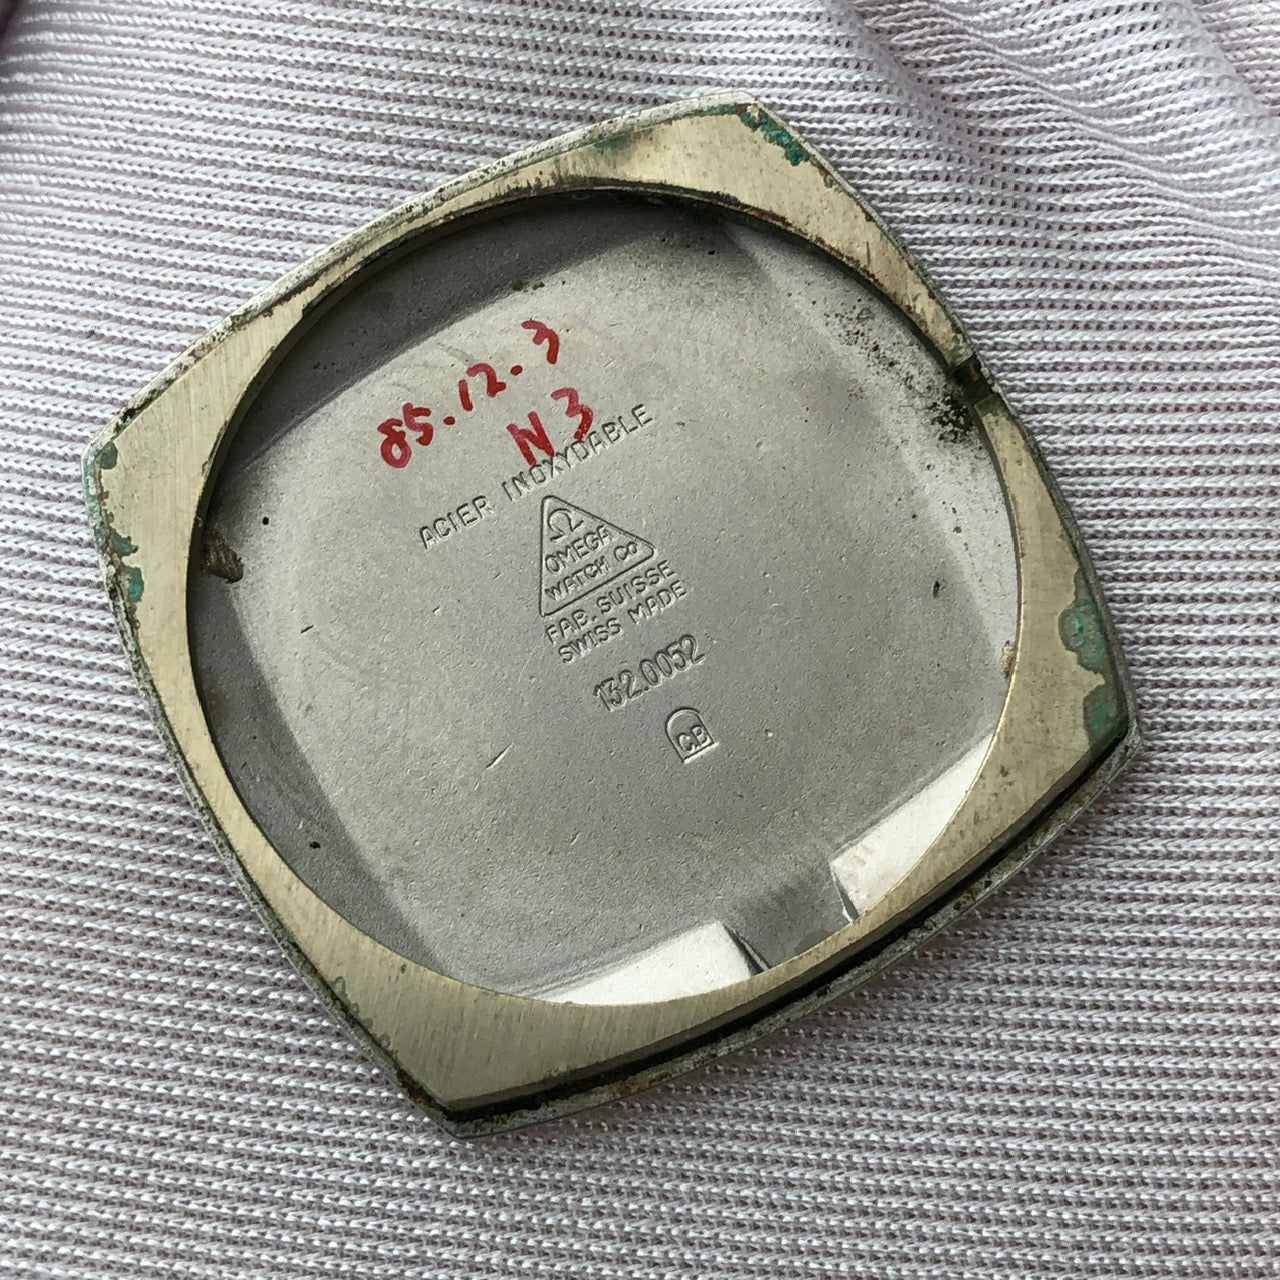 85.12.3
N3
ACIER INOXYDABLE
Ω
OMEGA
WATCH Co
FAB. SUISSE
SWISS MADE
132.0052
CB